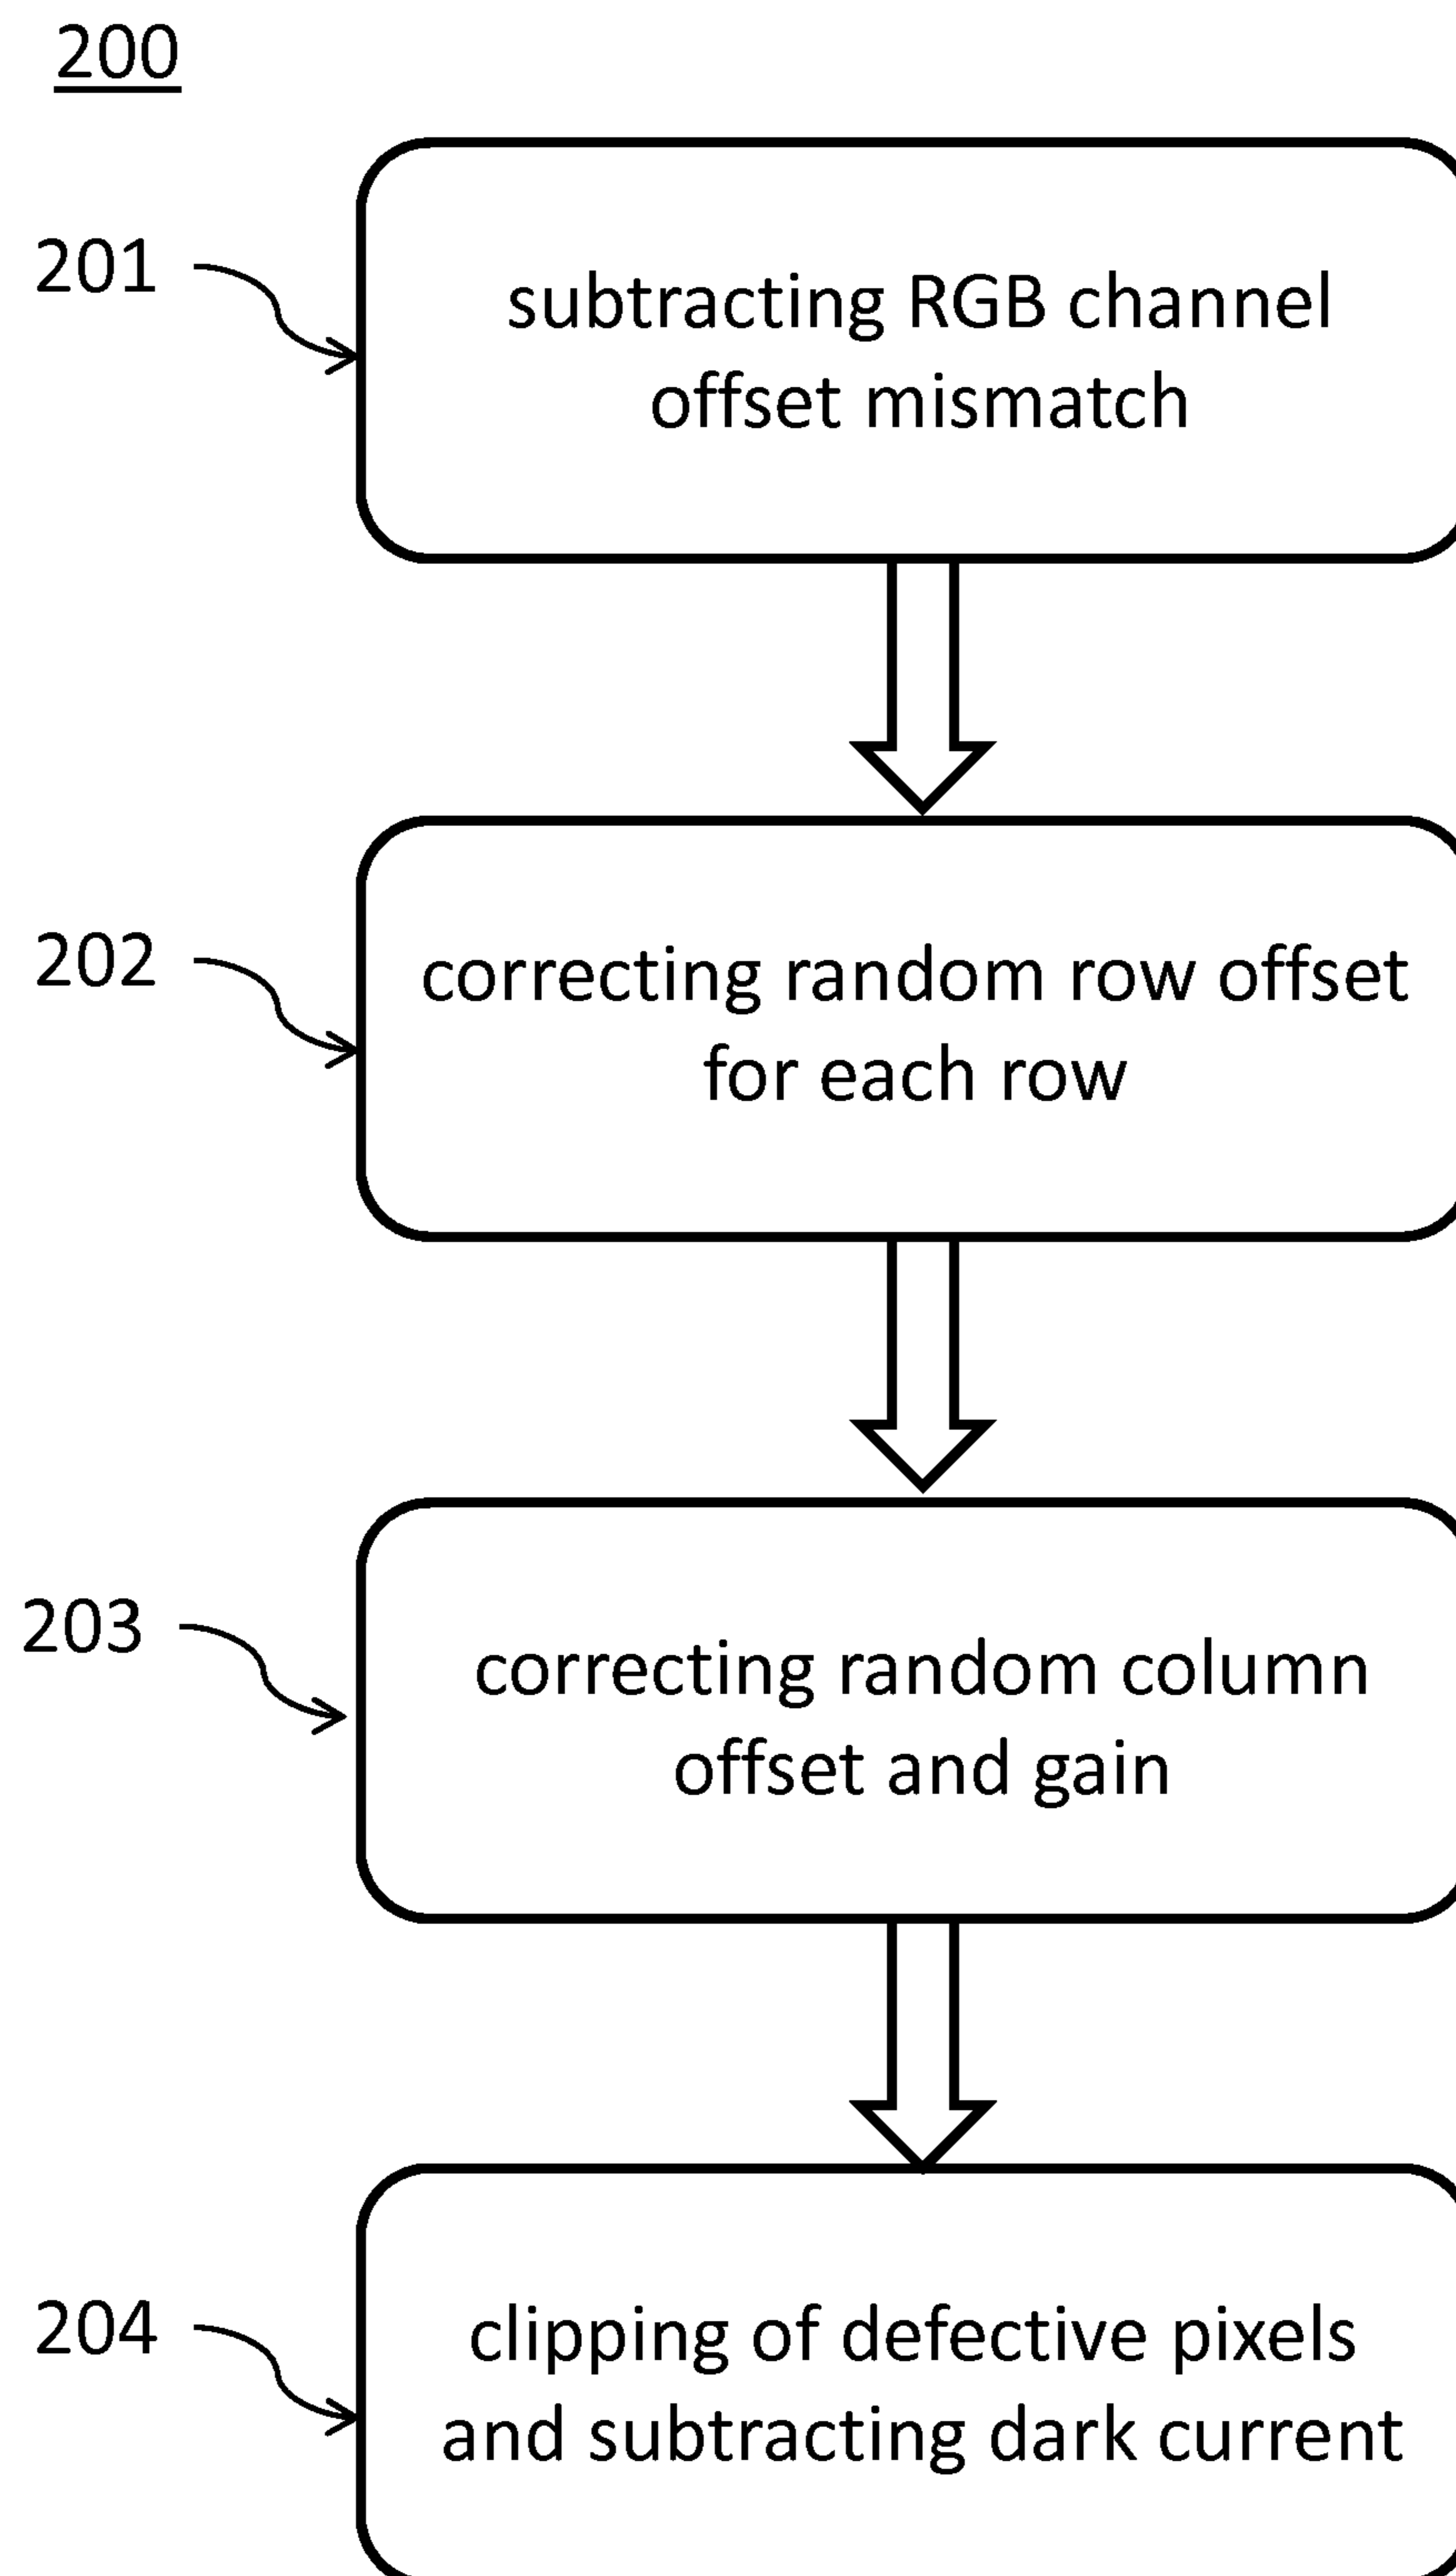 200
201
subtracting RGB channel
offset mismatch
202
correcting random row offset
for each row
203
correcting random column
offset and gain
204
clipping of defective pixels
and subtracting dark current